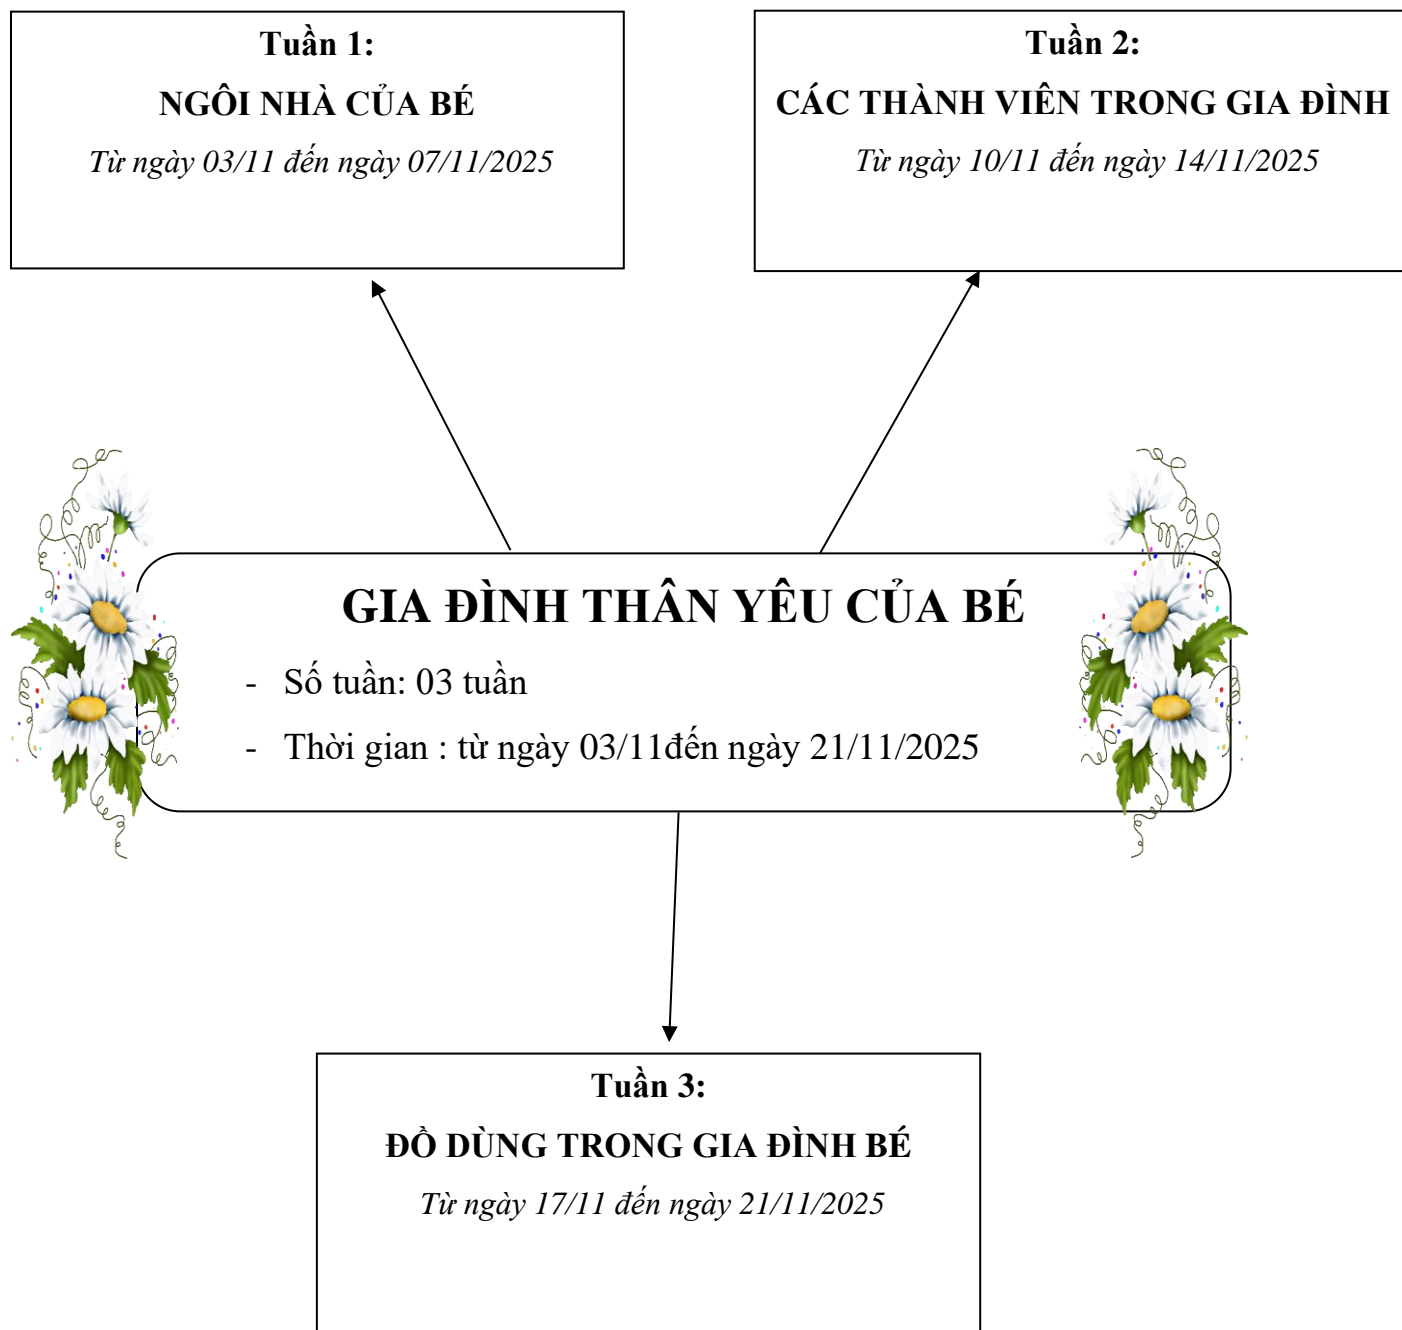 Tuần 1:
NGÔI NHÀ CỦA BÉ
Từ ngày 03/11 đến ngày 07/11/2025
Tuần 2:
CÁC THÀNH VIÊN TRONG GIA ĐÌNH
Từ ngày 10/11 đến ngày 14/11/2025
GIA ĐÌNH THÂN YÊU CỦA BÉ
- Số tuần: 03 tuần
- Thời gian : từ ngày 03/11đến ngày 21/11/2025
Tuần 3:
ĐỒ DÙNG TRONG GIA ĐÌNH BÉ
Từ ngày 17/11 đến ngày 21/11/2025